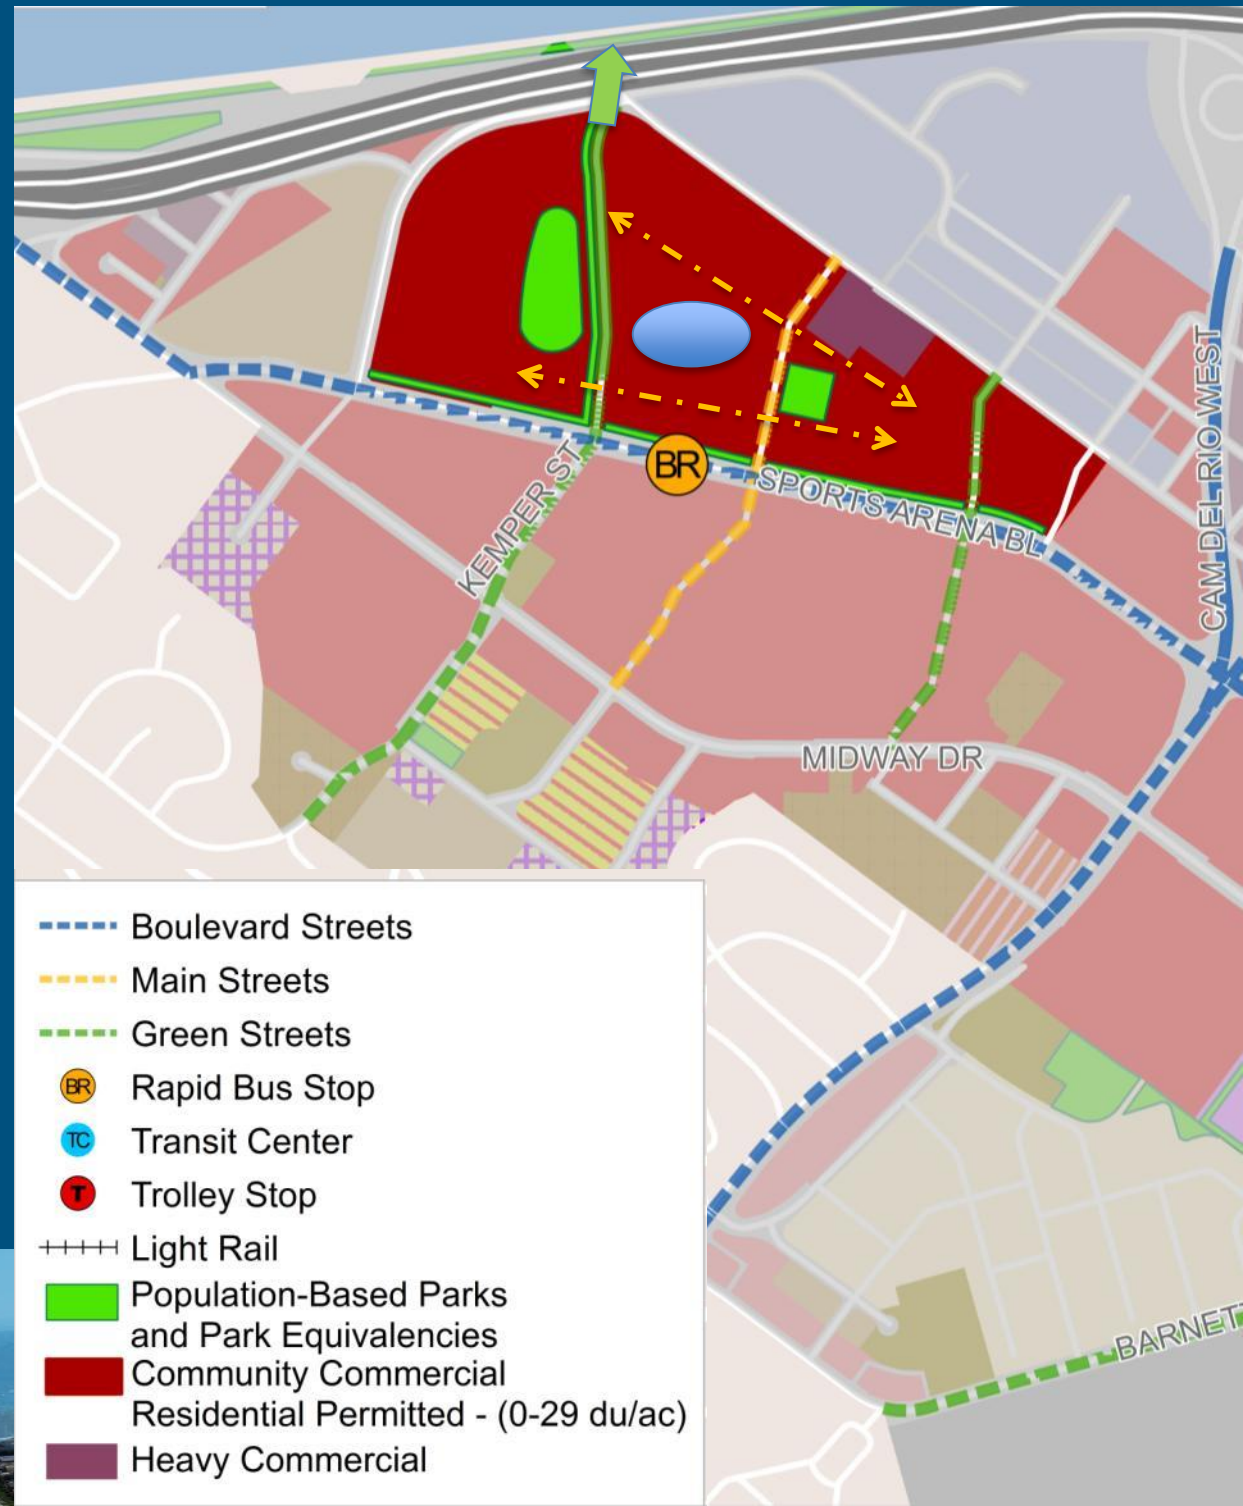 CAM DEL RIO WEST
KEMPER ST
BR
SPORTS ARENA BL
MIDWAY DR
Boulevard Streets
Main Streets
Green Streets
BR
Rapid Bus Stop
TC
Transit Center
T
Trolley Stop
Light Rail
Population-Based Parks
and Park Equivalencies
Community Commercial
Residential Permitted - (0-29 du/ac)
Heavy Commercial
BARNETT